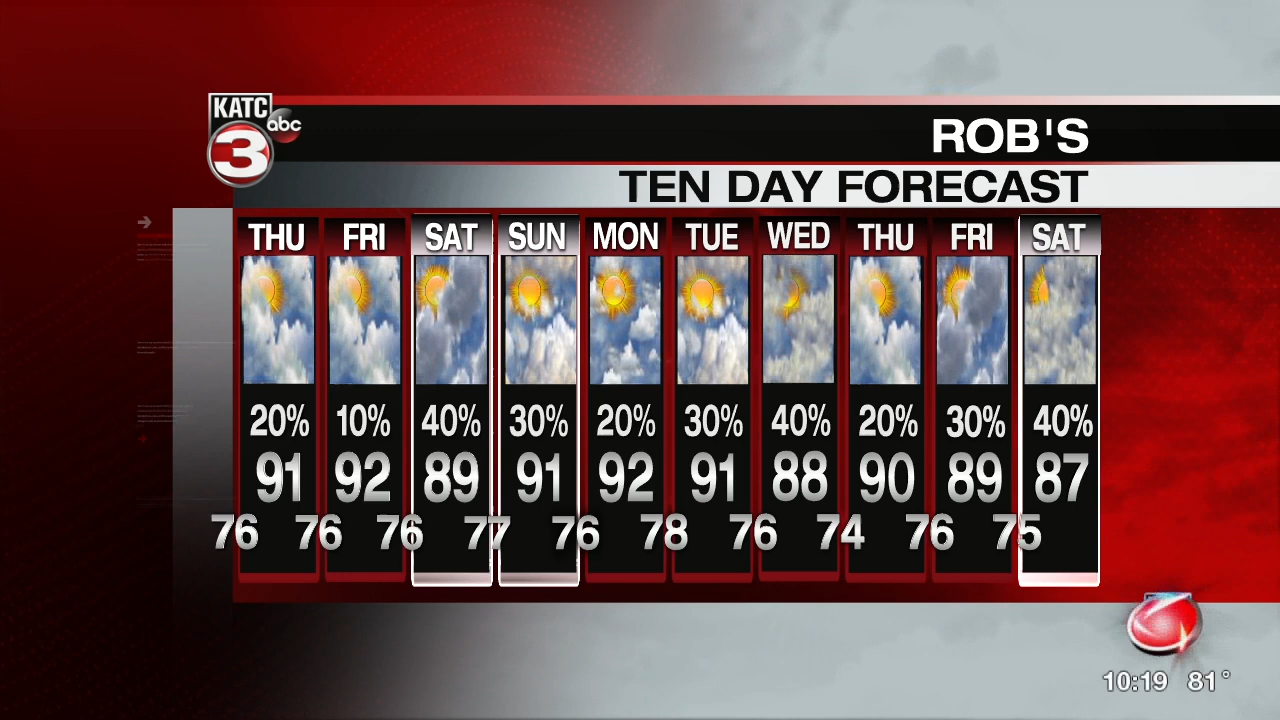 KATC
abc
3
ROB'S
TEN DAY FORECAST
THU FRI SAT SUN MON TUE WED THU FRI SAT
20% 10% 40% 30% 20% 30% 40% 20% 30% 40%
91 92 89 91 92 91 88 90 89 87
76 76 76 77 76 78 76 74 76 75
10:19 81°